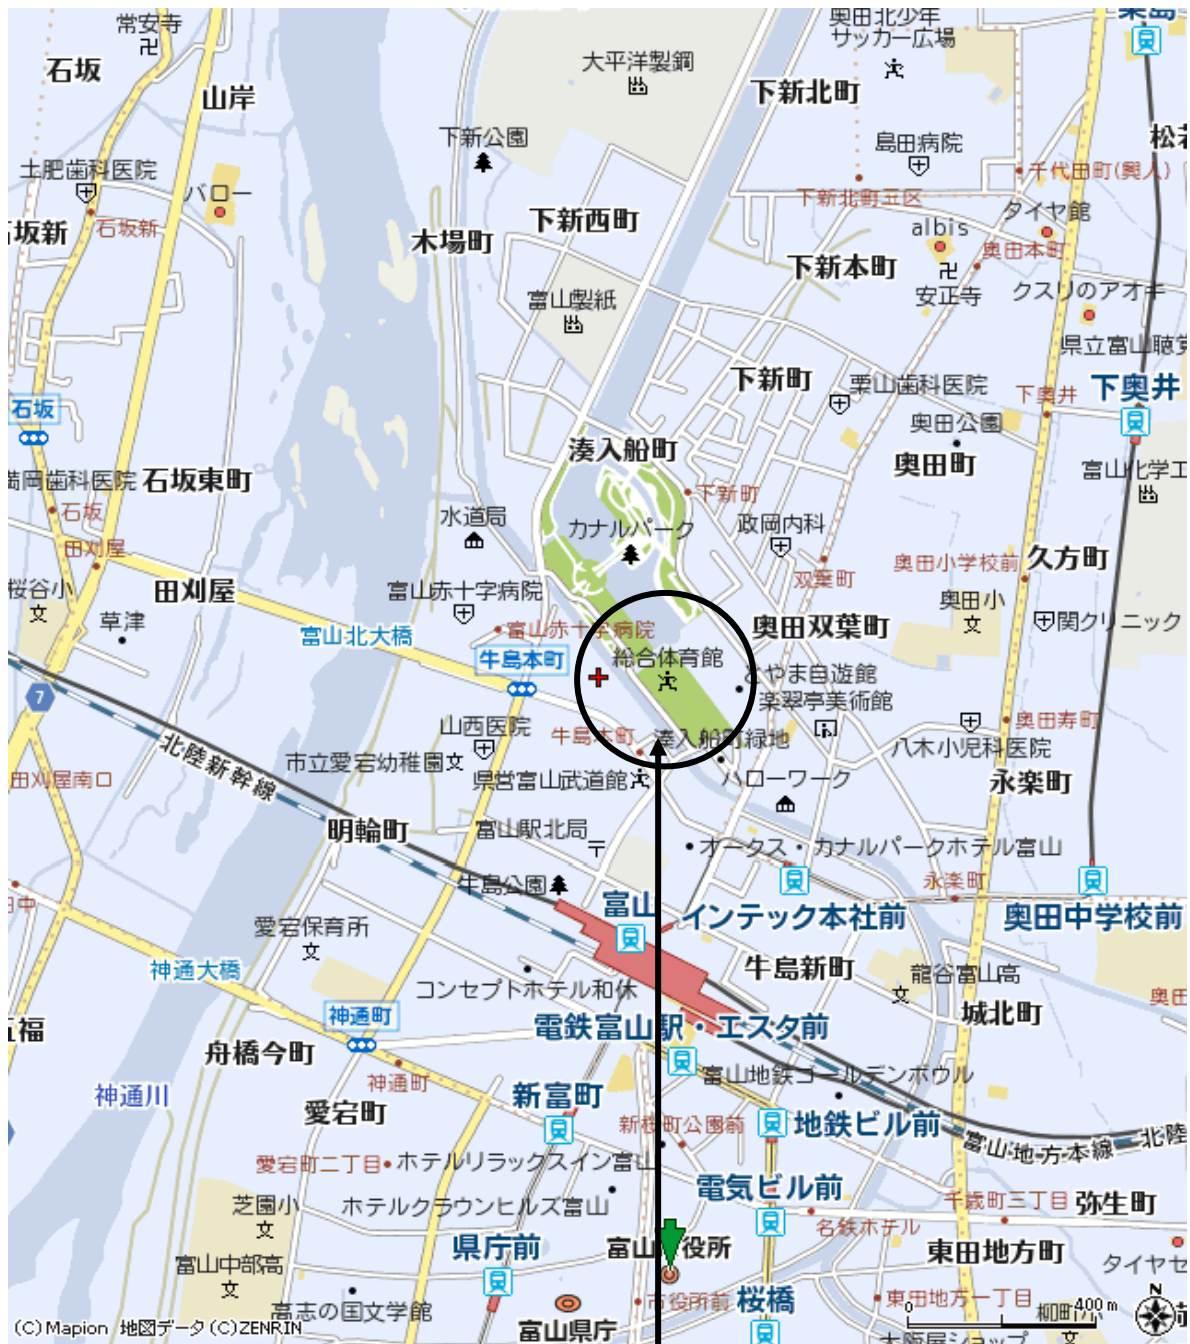 常安寺
石坂
山岸
土肥歯科医院
バロー
石坂新
大平洋製鋼
下新公園
木場町
下新西町
富山製紙
奥田北少年
サッカー広場
下新北町
島田病院
千代田町(興人)
下新北町三区
タイヤ館
albis
奥田本町
下新本町
安正寺
クスリのアオキ
下新町
栗山歯科医院
下奥井
下奥井
奥田公園
奥田町
石坂
石坂東町
石坂
田刈屋
田刈屋
桜谷小
草津
水道局
富山赤十字病院
富山赤十字病院
富山北大橋
牛島本町
湊入船町
カナルパーク
下新町
政岡内科
双葉町
奥田小学校前
久方町
奥田小
関クリニック
奥田双葉町
総合体育館
とやま自遊館
楽翠亭美術館
奥田寿町
八木小児科医院
永楽町
7
北陸新幹線
田刈屋南口
山西医院
市立愛宕幼稚園
牛島本町
湊入船町緑地
県営富山武道館
ハローワーク
明輪町
富山駅北局
オークス・カナルパークホテル富山
牛島公園
富山
インテック本社前
永楽町
奥田中学校前
愛宕保育所
神通大橋
コンセプトホテル和休
牛島新町
龍谷富山高
城北町
神通町
電鉄富山駅・エスタ前
舟橋今町
神通町
神通川
愛宕町
新富町
富山地鉄ゴールデンボウル
新桜町公園前
地鉄ビル前
富山地方本線
北陸
愛宕町二丁目
ホテルリラックスイン富山
電気ビル前
千歳町三丁目
弥生町
芝園小
ホテルクラウンヒルズ富山
名鉄ホテル
県庁前
東田地方町
富山中部高
高志の国文学館
市役所前
桜橋
東田地方一丁目
富山県庁
N
0
400m
(C)Mapion 地図データ(C)ZENRIN